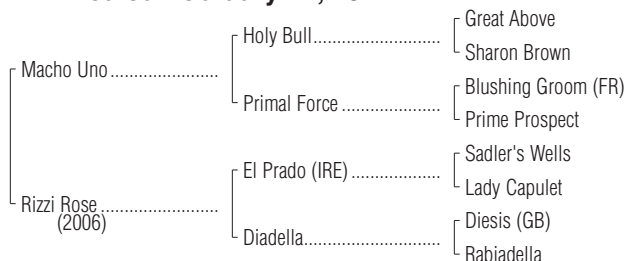 Great Above
Holy Bull
Sharon Brown
Macho Uno
Blushing Groom (FR)
Primal Force
Prime Prospect
Sadler's Wells
El Prado (IRE)
Lady Capulet
Rizzi Rose
(2006)
Diesis (GB)
Diadella
Rabiadella